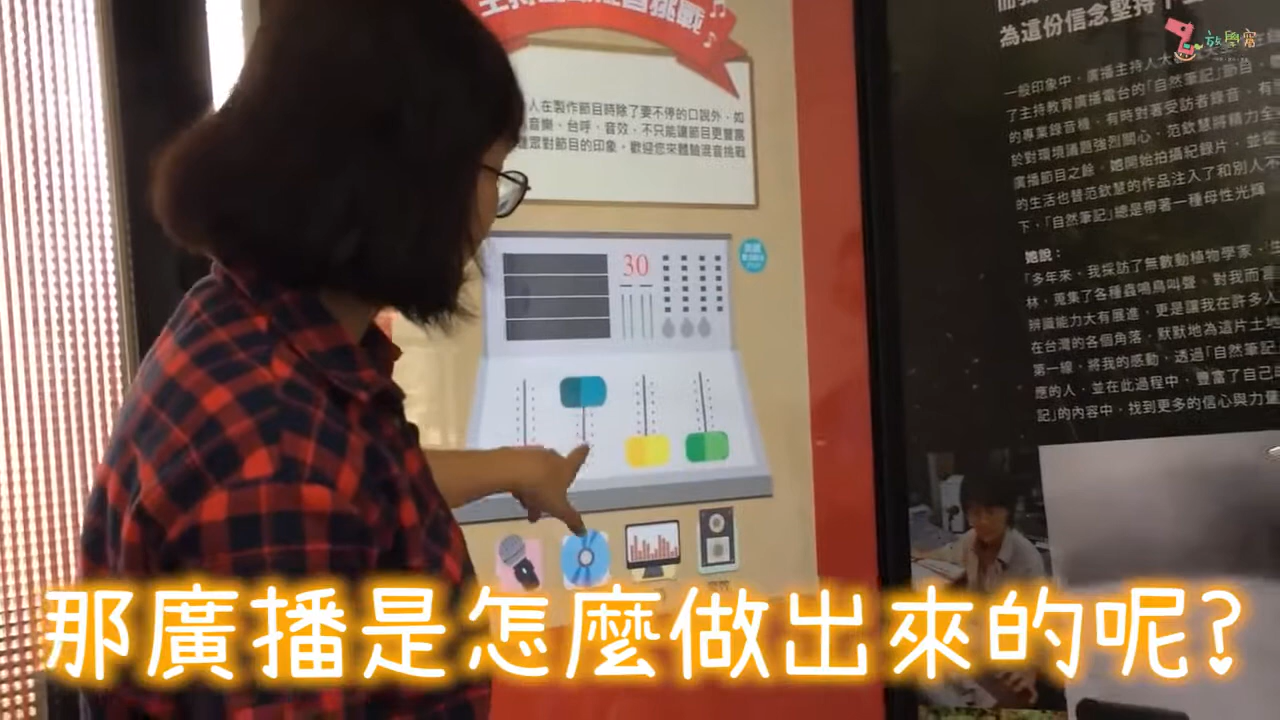 放學窩
人在製作節目時除了要不停的口說外，如
音樂、台呼、音效，不只能讓節目更豐富
聽眾對節目的印象。歡迎您來體驗混音挑戰
30
為這份信念堅持下
一般印象中，廣播主持人大
了主持教育廣播電台的「自然筆記」節目、
的專業錄音機，有時對著受訪者錄音、有
於對環境議題強烈關心，范欽慧將精力全
廣播節目之餘，她開始拍攝紀錄片，並從
的生活也替范欽慧的作品注入了和別人不
下，「自然筆記」總是帶著一種母性光輝
她說：
「多年來，我採訪了無數動植物學家、生
林，蒐集了各種蟲鳴鳥叫聲。對我而言
辨識能力大有展進，更是讓我在許多人
在台灣的各個角落，默默地為這片土地
第一線，將我的感動，透過「自然筆記
應的人，並在此過程中，豐富了自己的
記」的內容中，找到更多的信心與力量
那廣播是怎麼做出來的呢?